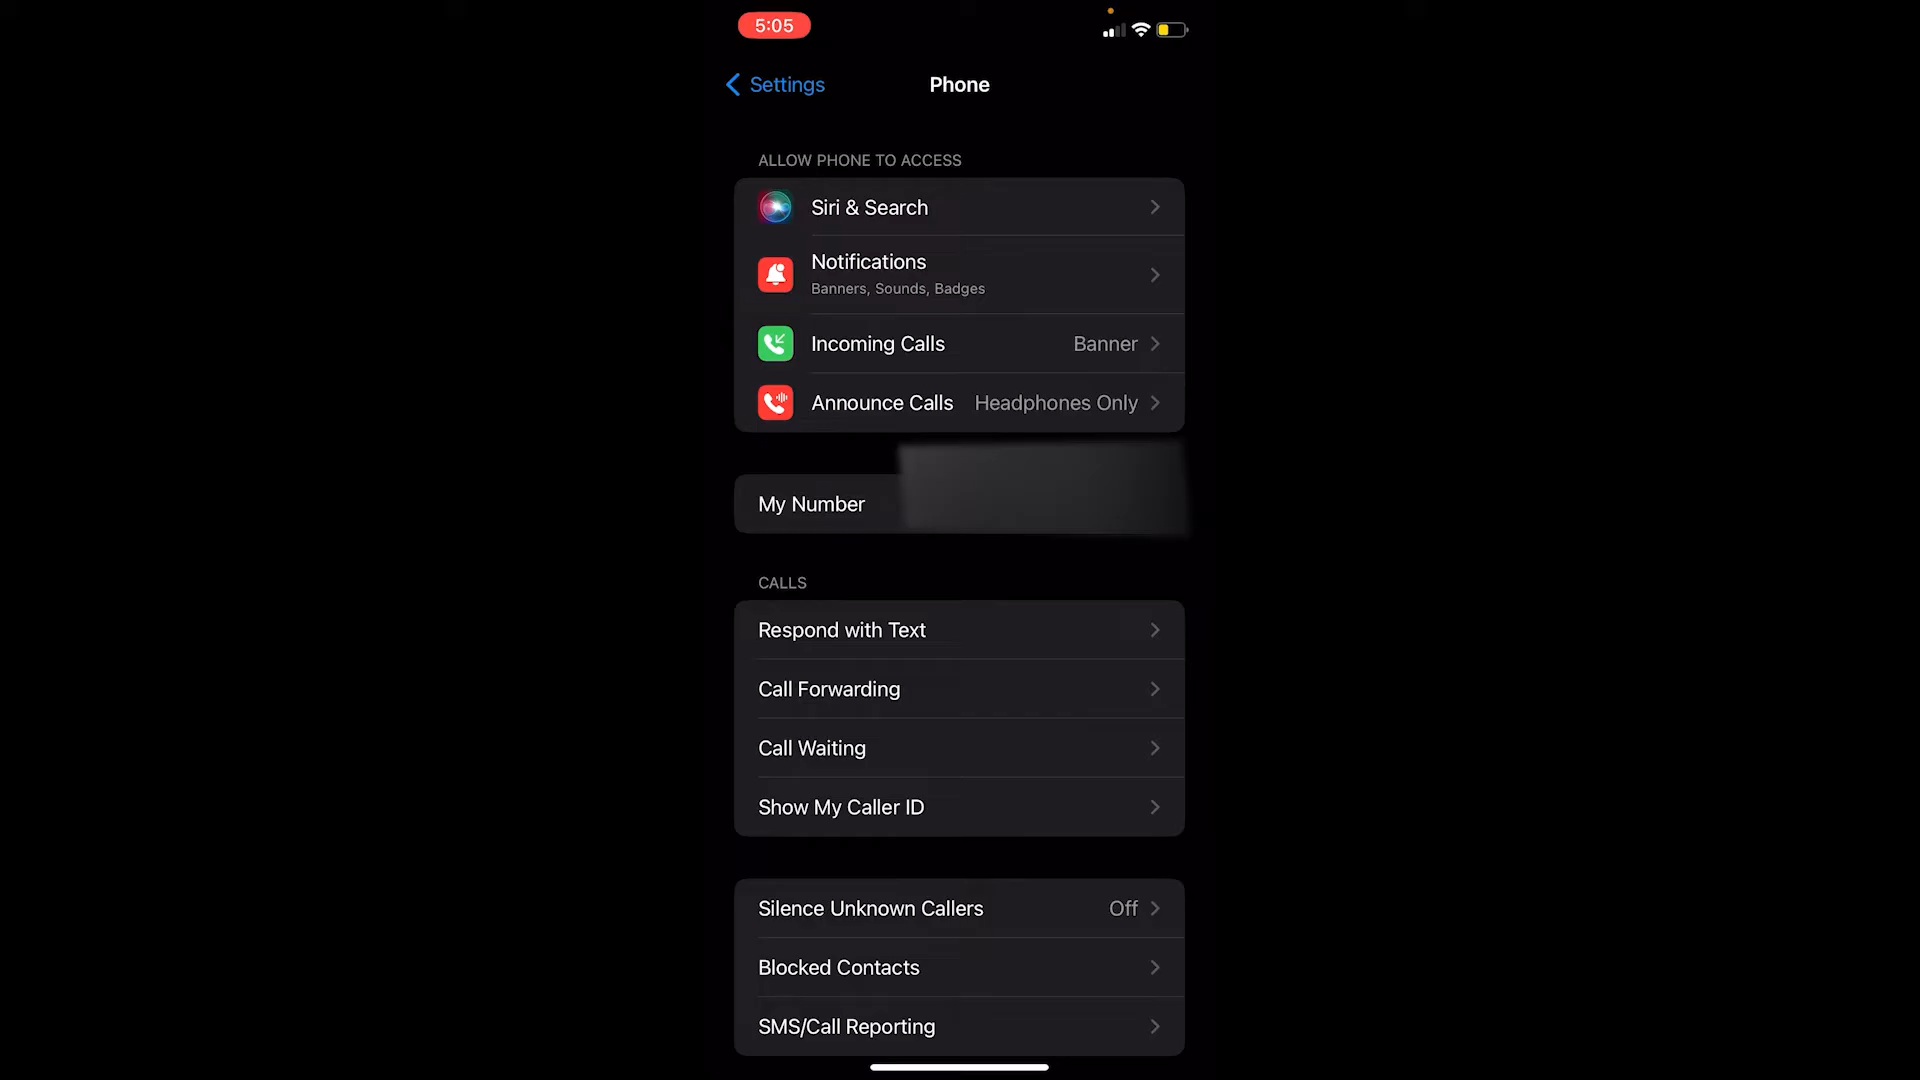 5:05
Settings
Phone
ALLOW PHONE TO ACCESS
Siri & Search
Notifications
Banners, Sounds, Badges
Incoming Calls Banner
Announce Calls Headphones Only
My Number
CALLS
Respond with Text
Call Forwarding
Call Waiting
Show My Caller ID
Silence Unknown Callers Off
Blocked Contacts
SMS/Call Reporting